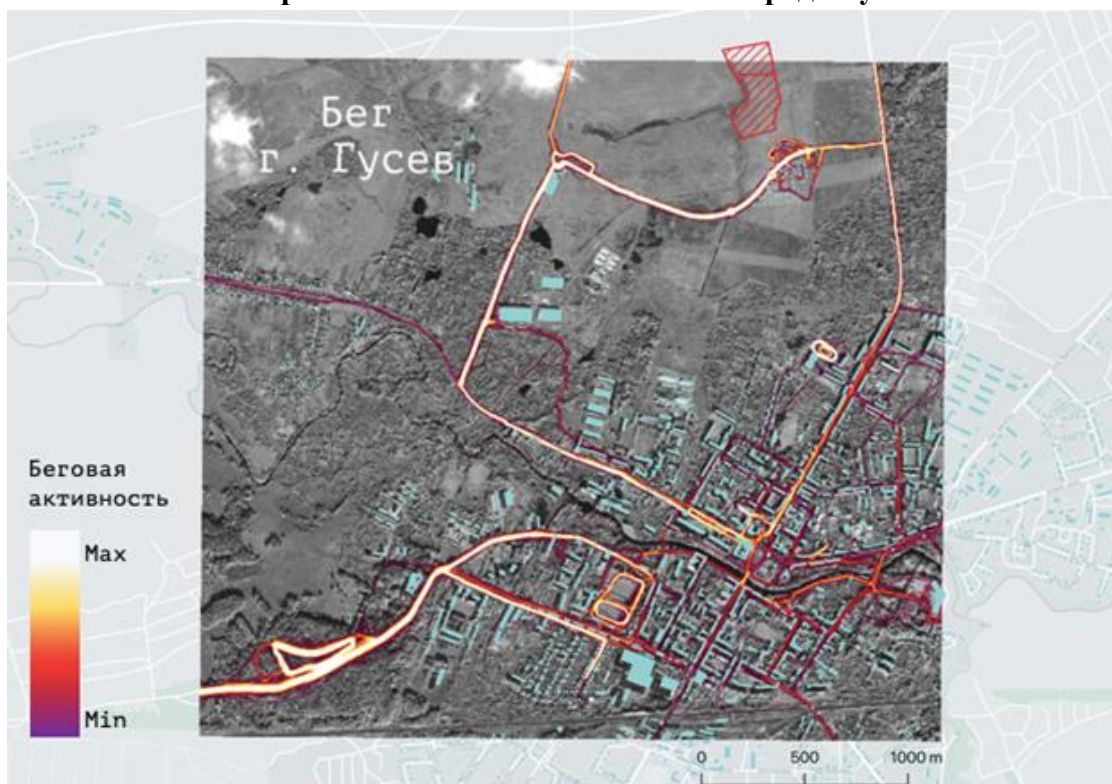 Бег
г. Гусев
Беговая
активность
Max
Min
0 500 1000 m